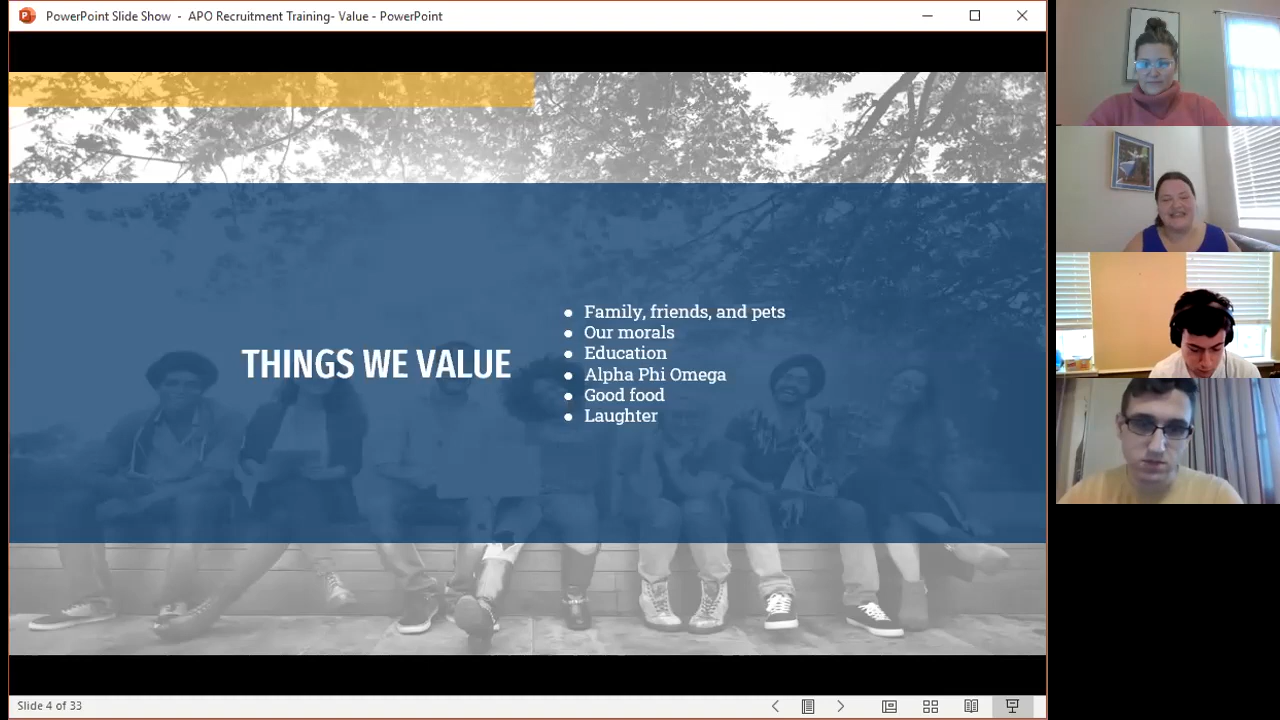 PowerPoint Slide Show - APO Recruitment Training- Value - PowerPoint
THINGS WE VALUE
Family, friends, and pets
Our morals
Education
Alpha Phi Omega
Good food
Laughter
Slide 4 of 33